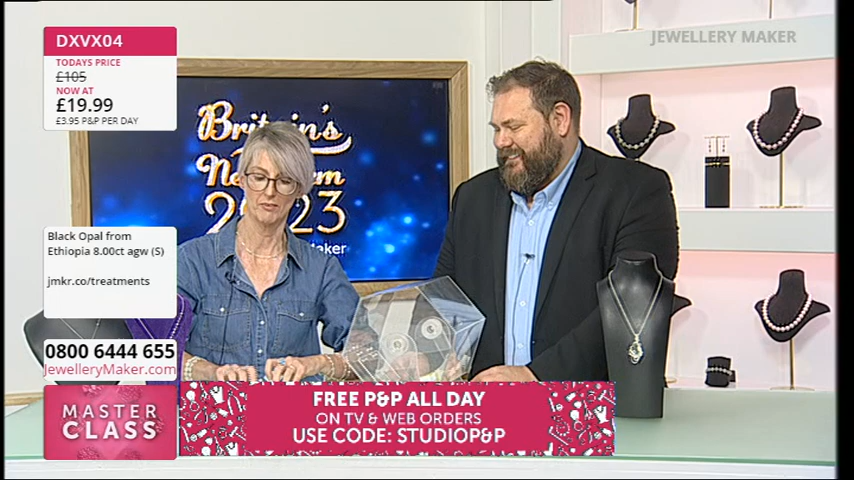 DXVX04
TODAYS PRICE
£105
NOW AT
£19.99
£3.95 P&P PER DAY
JEWELLERY MAKER
Britain's
2023
Black Opal from
Ethiopia 8.00ct agw (S)
jmkr.co/treatments
0800 6444 655
JewelleryMaker.com
MASTER
CLASS
FREE P&P ALL DAY
ON TV & WEB ORDERS
USE CODE: STUDIOP&P